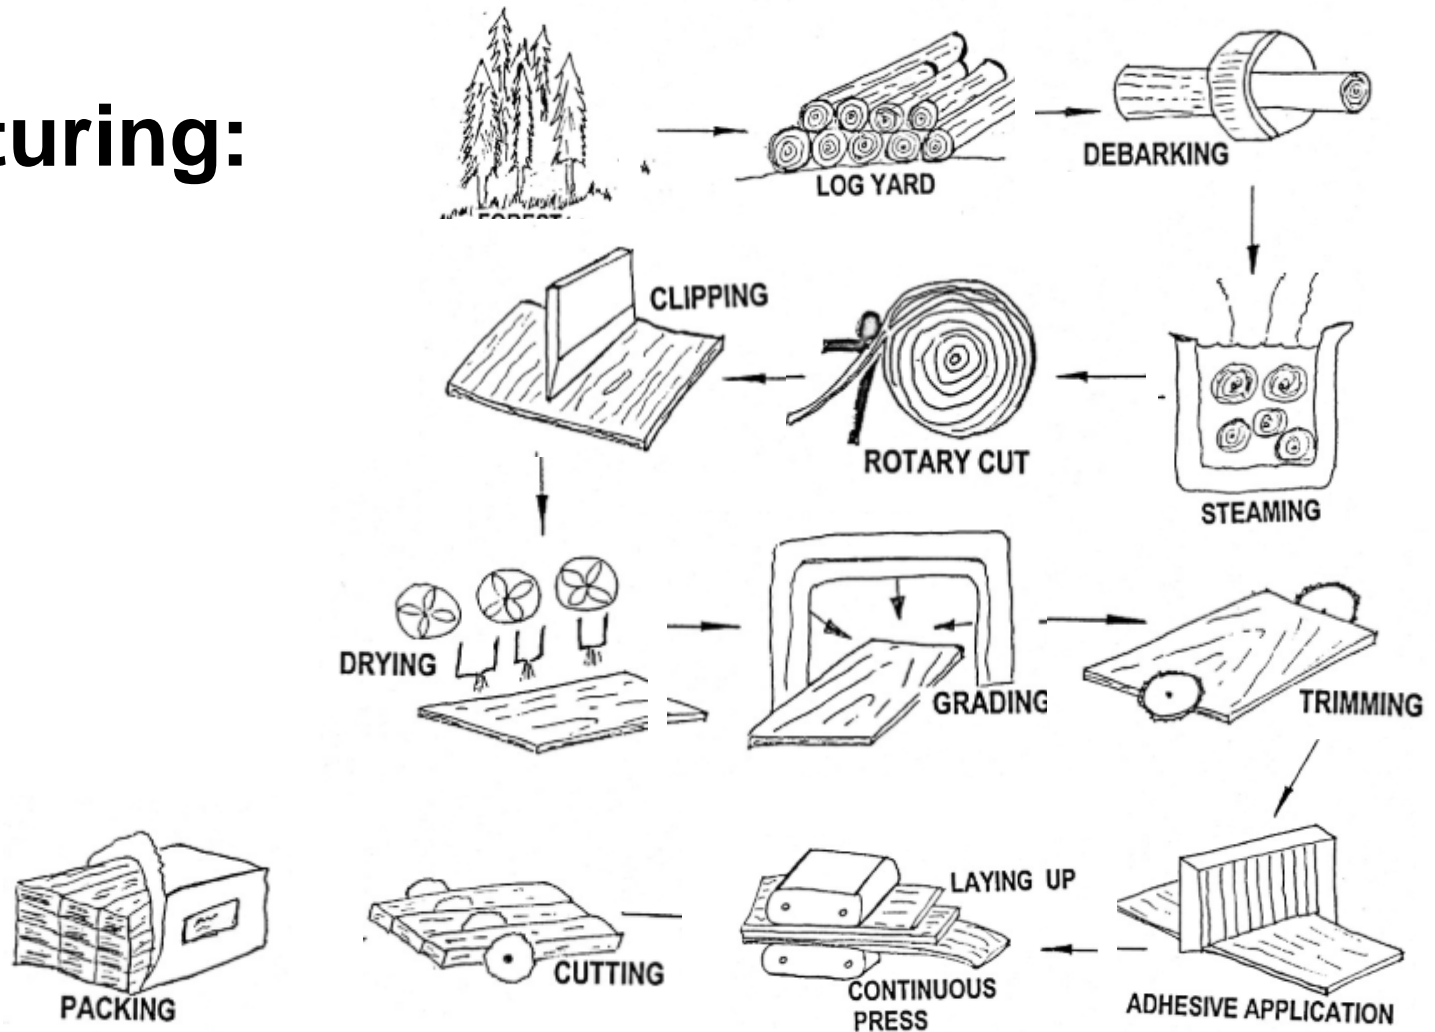 turing:
FOREST
LOG YARD
DEBARKING
CLIPPING
ROTARY CUT
STEAMING
DRYING
GRADING
TRIMMING
LAYING UP
CONTINUOUS
PRESS
CUTTING
PACKING
ADHESIVE APPLICATION